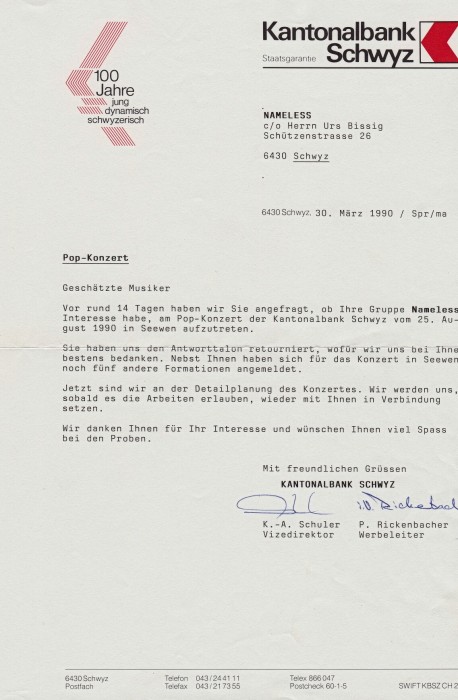 Kantonalbank
Staatsgarantie Schwyz
100
Jahre
jung
dynamisch
schwyzerisch
NAMELESS
c/o Herrn Urs Bissig
Schützenstrasse 26
6430 Schwyz
6430 Schwyz, 30. März 1990 / Spr/ma
Pop-Konzert
Geschätzte Musiker
Vor rund 14 Tagen haben wir Sie angefragt, ob Ihre Gruppe Nameless
Interesse habe, am Pop-Konzert der Kantonalbank Schwyz vom 25. Au-
gust 1990 in Seewen aufzutreten.
Sie haben uns den Antworttalon retourniert, wofür wir uns bei Ihne
bestens bedanken. Nebst Ihnen haben sich für das Konzert in Seewen
noch fünf andere Formationen angemeldet.
Jetzt sind wir an der Detailplanung des Konzertes. Wir werden uns,
sobald es die Arbeiten erlauben, wieder mit Ihnen in Verbindung
setzen.
Wir danken Ihnen für Ihr Interesse und wünschen Ihnen viel Spass
bei den Proben.
Mit freundlichen Grüssen
KANTONALBANK SCHWYZ
i.V. Rickenbach
K.-A. Schuler P. Rickenbacher
Vizedirektor Werbeleiter
6430 Schwyz Telefon 043/24 41 11 Telex 866 047
Postfach Telefax 043/21 73 55 Postcheck 60-1-5 SWIFT KBSZ CH 2